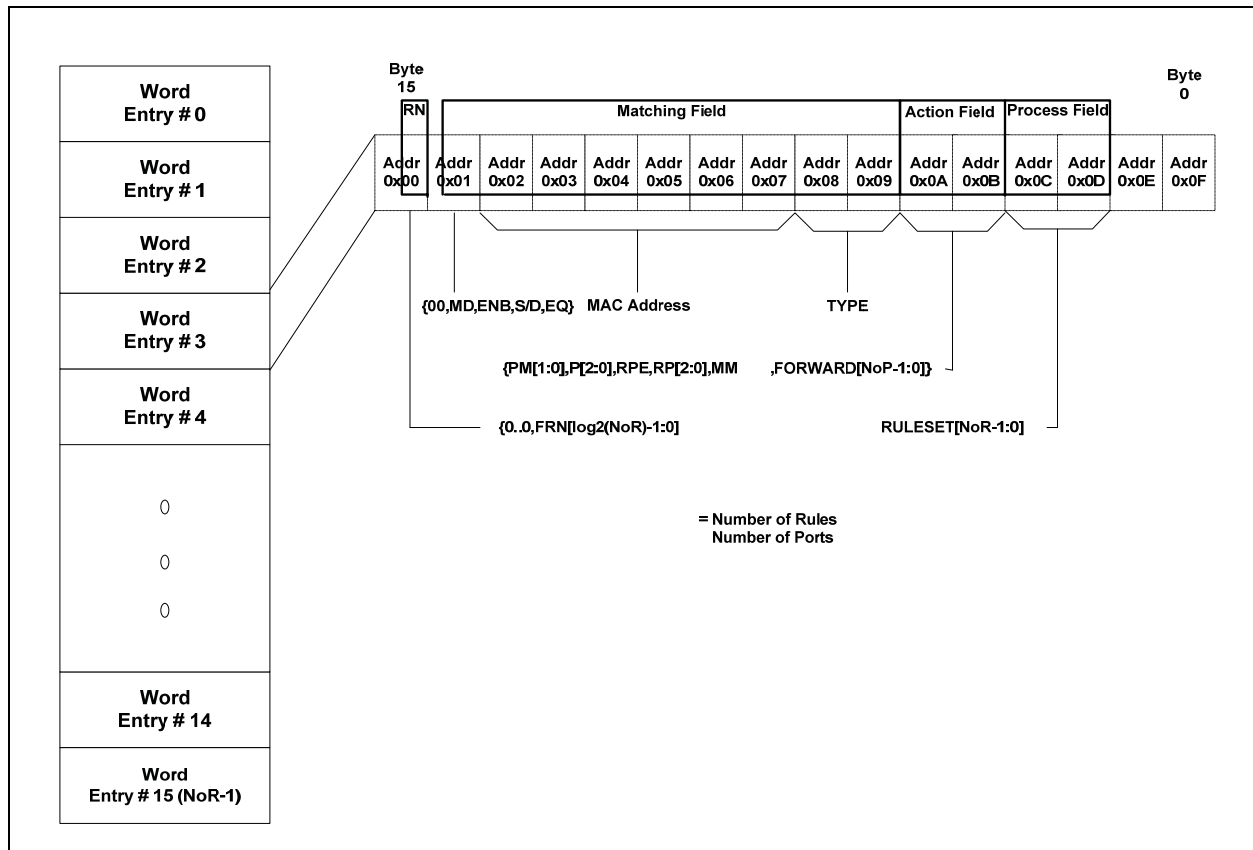 Word
Entry # 0
Word
Entry # 1
Word
Entry # 2
Word
Entry # 3
Word
Entry # 4
0
0
0
Word
Entry # 14
Word
Entry # 15 (NoR-1)
Byte
15
Byte
0
RN
Matching Field
Action Field
Process Field
Addr
0x00
Addr
0x01
Addr
0x02
Addr
0x03
Addr
0x04
Addr
0x05
Addr
0x06
Addr
0x07
Addr
0x08
Addr
0x09
Addr
0x0A
Addr
0x0B
Addr
0x0C
Addr
0x0D
Addr
0x0E
Addr
0x0F
{00,MD,ENB,S/D,EQ}
MAC Address
TYPE
{PM[1:0],P[2:0],RPE,RP[2:0],MM ,FORWARD[NoP-1:0]}
{0..0,FRN[log2(NoR)-1:0]
RULESET[NoR-1:0]
= Number of Rules
Number of Ports